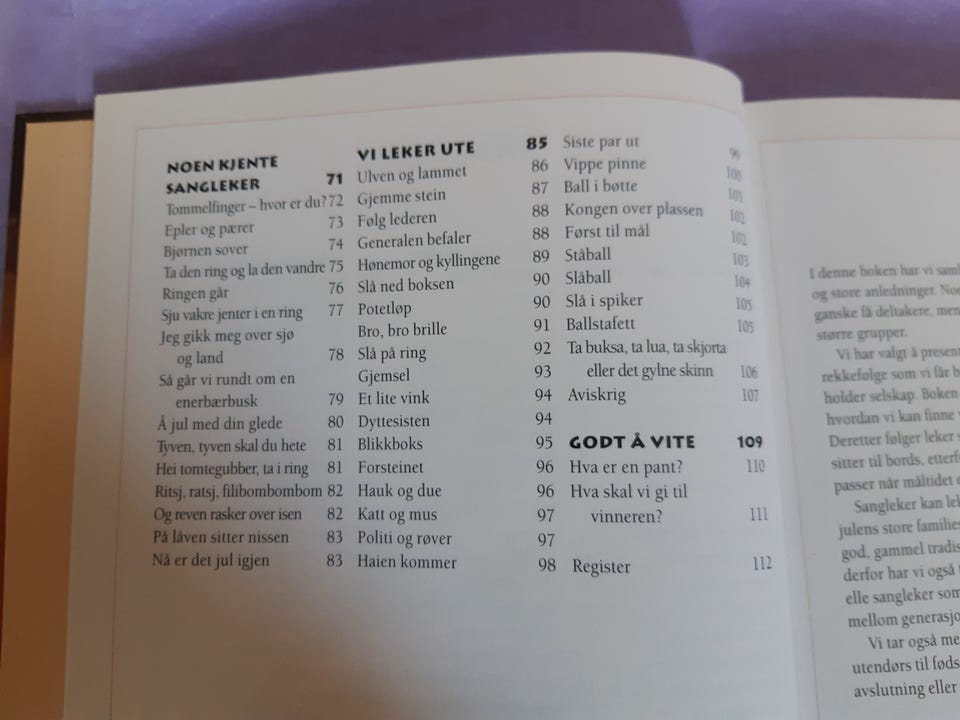 NOEN KJENTE
SANGLEKER 71
Tommelfinger – hvor er du? 72
Epler og pærer 73
Bjørnen sover 74
Ta den ring og la den vandre 75
Ringen går 76
Sju vakre jenter i en ring 77
Jeg gikk meg over sjø
og land 78
Så går vi rundt om en
enerbærbusk 79
Å jul med din glede 80
Tyven, tyven skal du hete 81
Hei tomtegubber, ta i ring 81
Ritsj, ratsj, filibombombom 82
Og reven rasker over isen 82
På låven sitter nissen 83
Nå er det jul igjen 83
VI LEKER UTE 85
Ulven og lammet 86
Gjemme stein 87
Følg lederen 88
Generalen befaler 88
Hønemor og kyllingene 89
Slå ned boksen 90
Potetløp 90
Bro, bro brille 91
Slå på ring 92
Gjemsel 93
Et lite vink 94
Dyttesisten 94
Blikkboks 95
Forsteinet 96
Hauk og due 96
Katt og mus 97
Politi og røver 97
Haien kommer 98
Siste par ut 99
Vippe pinne 100
Ball i bøtte 101
Kongen over plassen 102
Først til mål 102
Ståball 103
Slåball 104
Slå i spiker 105
Ballstafett 105
Ta buksa, ta lua, ta skjorta
eller det gylne skinn 106
Aviskrig 107
GODT Å VITE 109
Hva er en pant? 110
Hva skal vi gi til
vinneren? 111
Register 112
I denne boken har vi saml
og store anledninger. Noe
ganske få deltakere, men
større grupper.
Vi har valgt å present
rekkefølge som vi får b
holder selskap. Boken
hvordan vi kan finne
Deretter følger leker
sitter til bords, etterf
passer når måltidet
Sangleker kan lek
julens store families
god, gammel tradis
derfor har vi også
elle sangleker som
mellom generasjo
Vi tar også me
utendørs til føds
avslutning eller